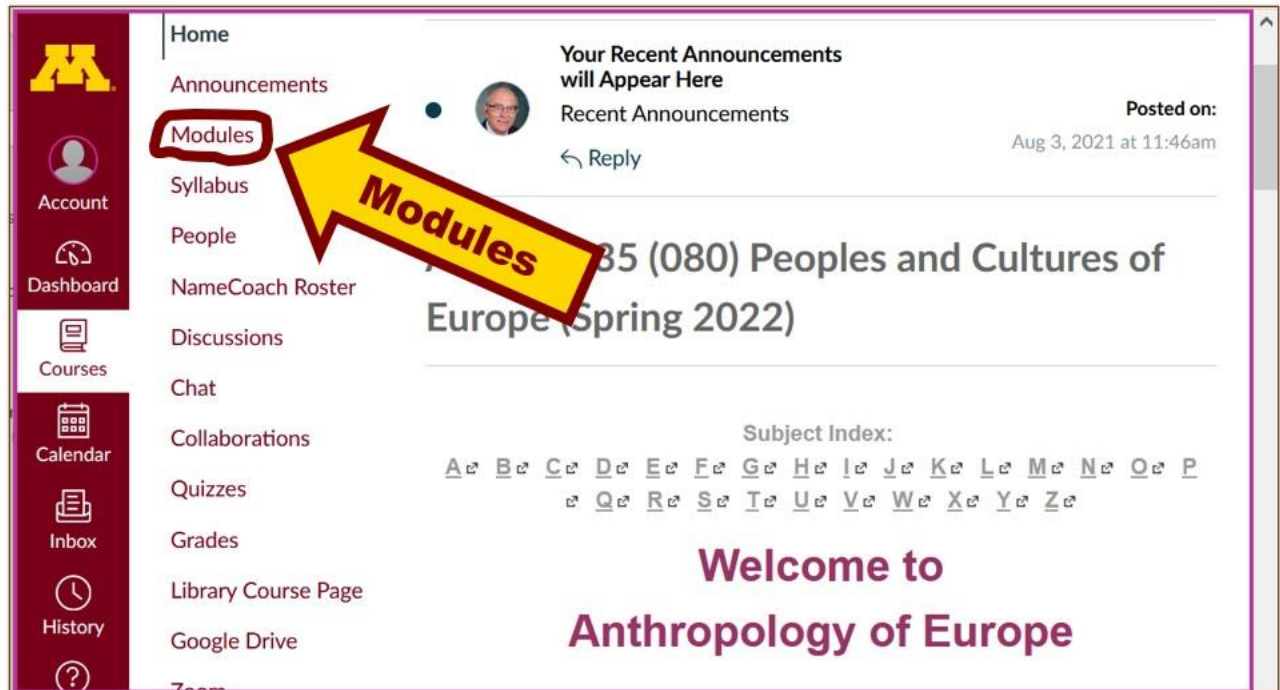 M
Account
Dashboard
Courses
Calendar
Inbox
History
Home
Announcements
Modules
Syllabus
People
NameCoach Roster
Discussions
Chat
Collaborations
Quizzes
Grades
Library Course Page
Google Drive
Zoom
Modules
Your Recent Announcements
will Appear Here
Recent Announcements
Reply
Posted on:
Aug 3, 2021 at 11:46am
35 (080) Peoples and Cultures of
Europe (Spring 2022)
Subject Index:
A B C D E F G H I J K L M N O P
Q R S T U V W X Y Z
Welcome to
Anthropology of Europe